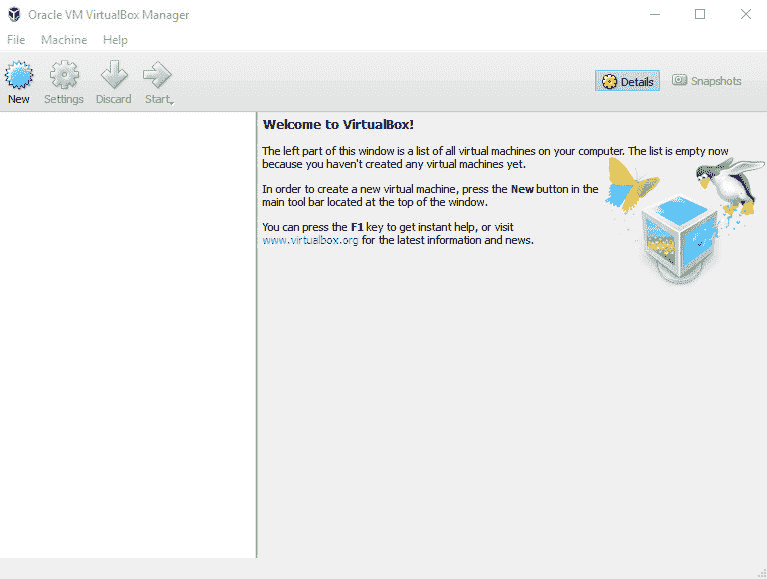 Oracle VM VirtualBox Manager
File Machine Help
New Settings Discard Start
Details Snapshots
Welcome to VirtualBox!
The left part of this window is a list of all virtual machines on your computer. The list is empty now
because you haven't created any virtual machines yet.
In order to create a new virtual machine, press the New button in the
main tool bar located at the top of the window.
You can press the F1 key to get instant help, or visit
www.virtualbox.org for the latest information and news.